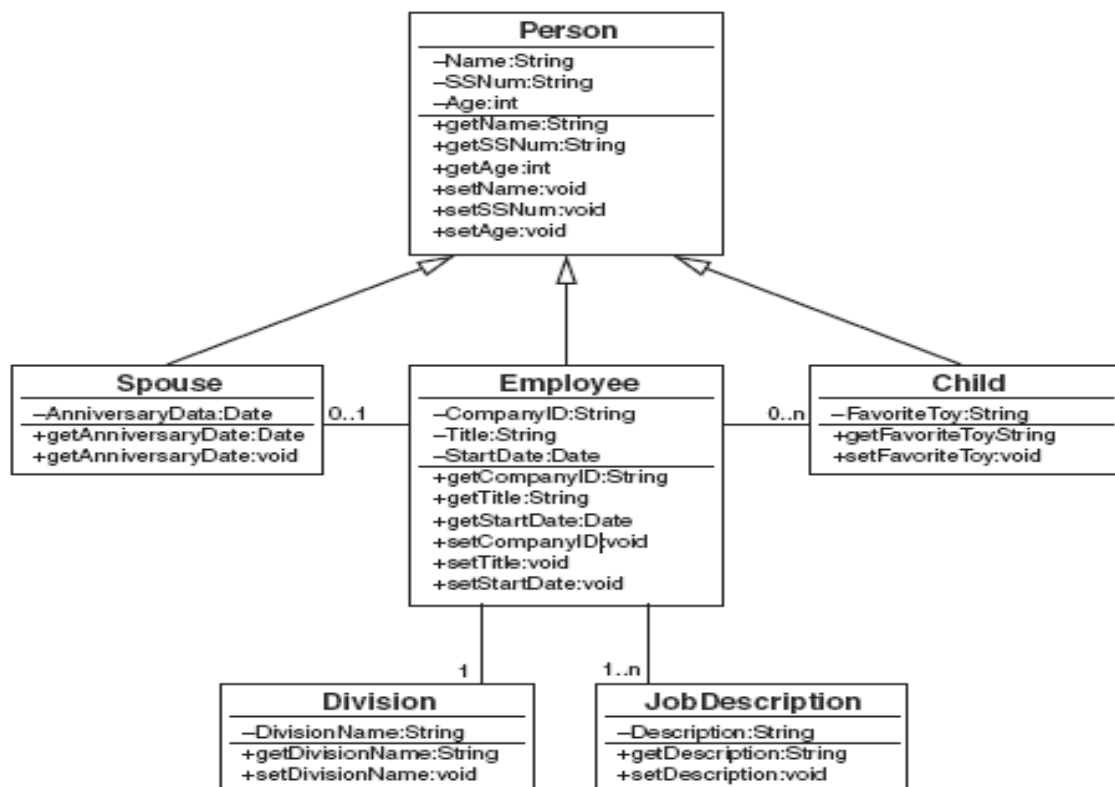 Person
–Name:String
–SSNum:String
–Age:int
+getName:String
+getSSNum:String
+getAge:int
+setName:void
+setSSNum:void
+setAge:void
Spouse
–AnniversaryData:Date
+getAnniversaryDate:Date
+getAnniversaryDate:void
0..1
Employee
–CompanyID:String
–Title:String
–StartDate:Date
+getCompanyID:String
+getTitle:String
+getStartDate:Date
+setCompanyID:void
+setTitle:void
+setStartDate:void
0..n
Child
–FavoriteToy:String
+getFavoriteToyString
+setFavoriteToy:void
1
Division
–DivisionName:String
+getDivisionName:String
+setDivisionName:void
1..n
JobDescription
–Description:String
+getDescription:String
+setDescription:void